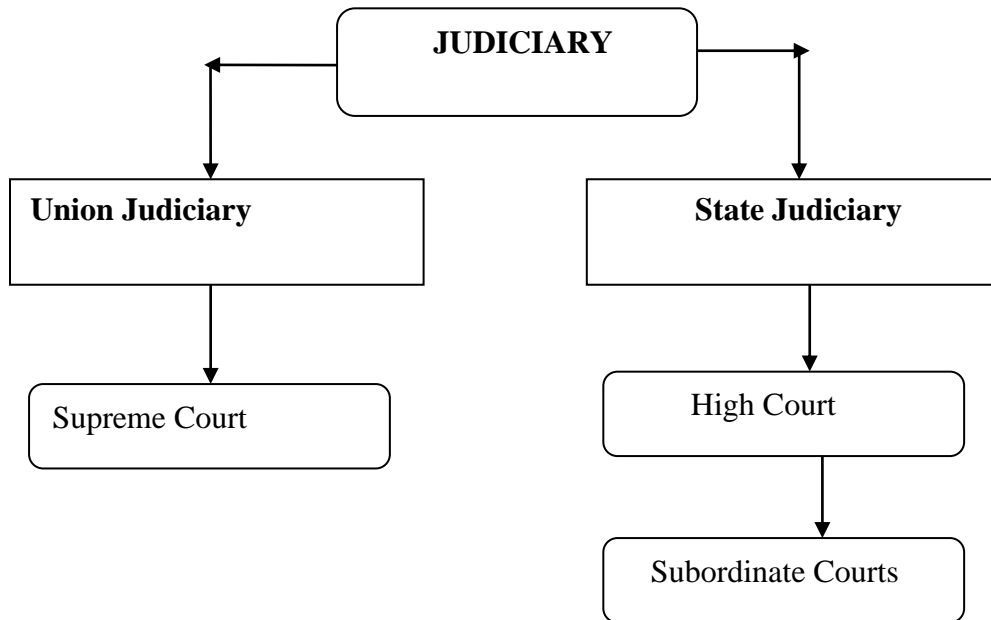 JUDICIARY
Union Judiciary
State Judiciary
Supreme Court
High Court
Subordinate Courts